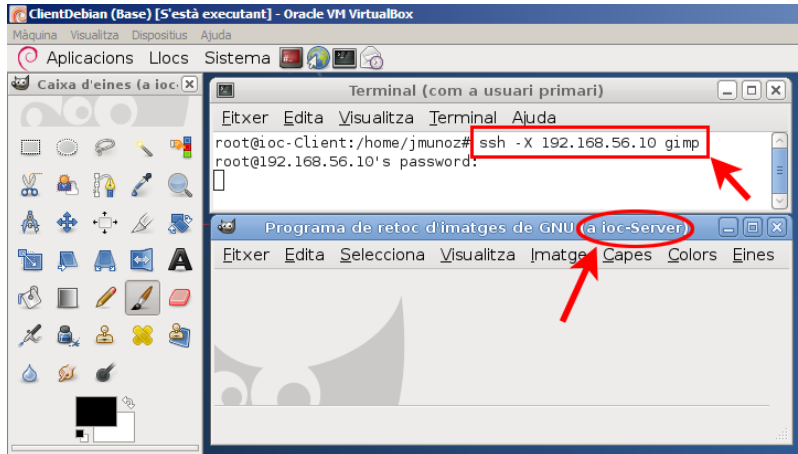 ClientDebian (Base) [S'està executant] - Oracle VM VirtualBox
Màquina Visualitza Dispositius Ajuda
Aplicacions Llocs Sistema
Caixa d'eines (a ioc-
Terminal (com a usuari primari)
Fitxer Edita Visualitza Terminal Ajuda
root@ioc-Client:/home/jmunoz# ssh -X 192.168.56.10 gimp
root@192.168.56.10's password:
Programa de retoc d'imatges de GNU (a ioc-Server)
Fitxer Edita Selecciona Visualitza Imatge Capes Colors Eines